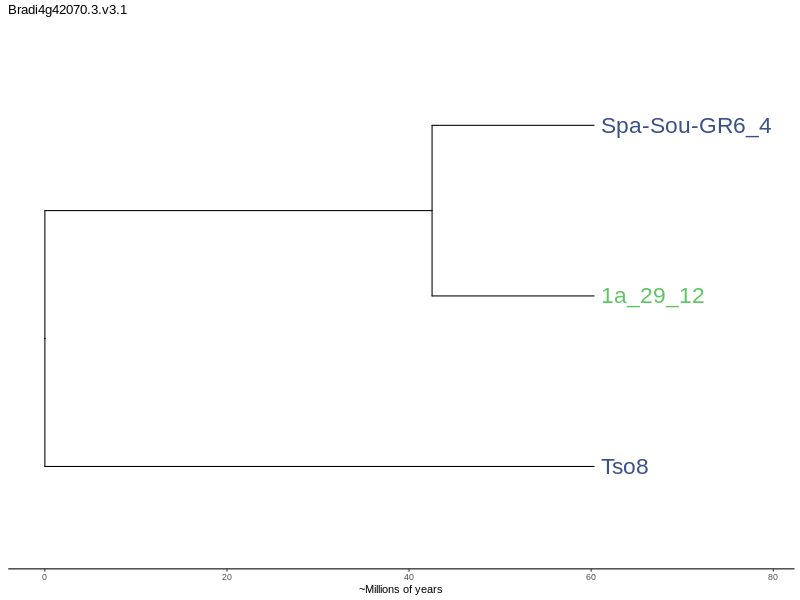 Bradi4g42070.3.v3.1
Spa-Sou-GR6_4
1a_29_12
Tso8
0 20 40 60 80
~Millions of years